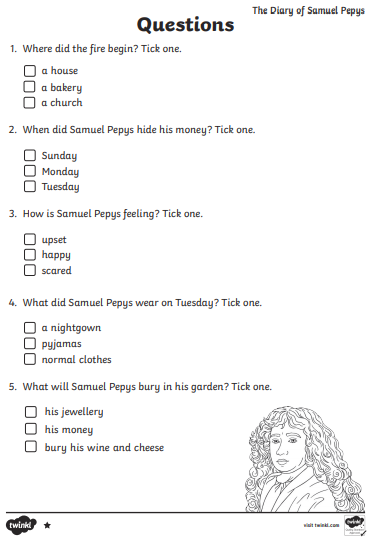 The Diary of Samuel Pepys
Questions
1. Where did the fire begin? Tick one.
a house
a bakery
a church
2. When did Samuel Pepys hide his money? Tick one.
Sunday
Monday
Tuesday
3. How is Samuel Pepys feeling? Tick one.
upset
happy
scared
4. What did Samuel Pepys wear on Tuesday? Tick one.
a nightgown
pyjamas
normal clothes
5. What will Samuel Pepys bury in his garden? Tick one.
his jewellery
his money
bury his wine and cheese
twinkl
visit twinkl.com
twinkl